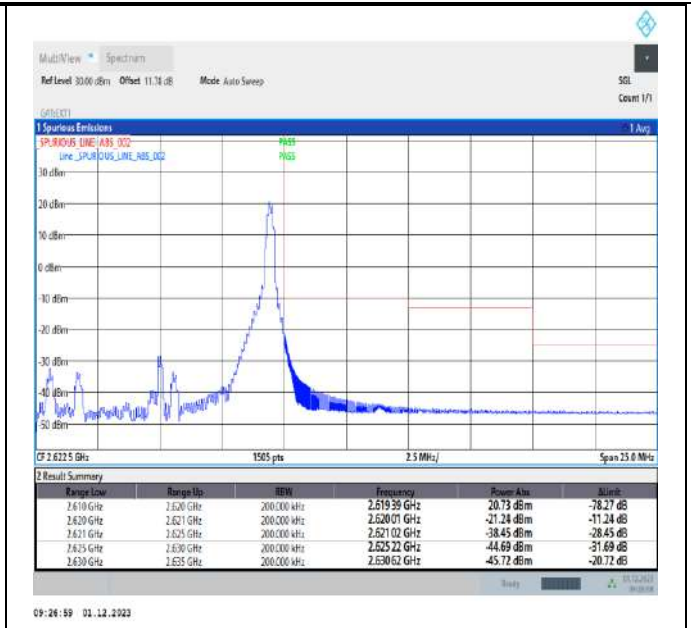 MultiView Spectrum
Ref Level 30.00 dBm Offset 11.78 dB Mode Auto Sweep SGL
Count 1/1
1 Spurious Emissions 1 Avg
_SPURIOUS_LINE_ABS_002 PASS
Line _SPURIOUS_LINE_ABS_002 PASS
30 dBm
20 dBm
10 dBm
0 dBm
-10 dBm
-20 dBm
-30 dBm
-40 dBm
-50 dBm
CF 2.6225 GHz 1505 pts 2.5 MHz/ Span 25.0 MHz
2 Result Summary
Range Low Range Up RBW Frequency Power Abs ΔLimit
2.610 GHz 2.620 GHz 200.000 kHz 2.61939 GHz 20.73 dBm -78.27 dB
2.620 GHz 2.621 GHz 200.000 kHz 2.62001 GHz -21.24 dBm -11.24 dB
2.621 GHz 2.625 GHz 200.000 kHz 2.62102 GHz -38.45 dBm -28.45 dB
2.625 GHz 2.630 GHz 200.000 kHz 2.62522 GHz -44.69 dBm -31.69 dB
2.630 GHz 2.635 GHz 200.000 kHz 2.63062 GHz -45.72 dBm -20.72 dB
Ready
09:26:59 01.12.2023